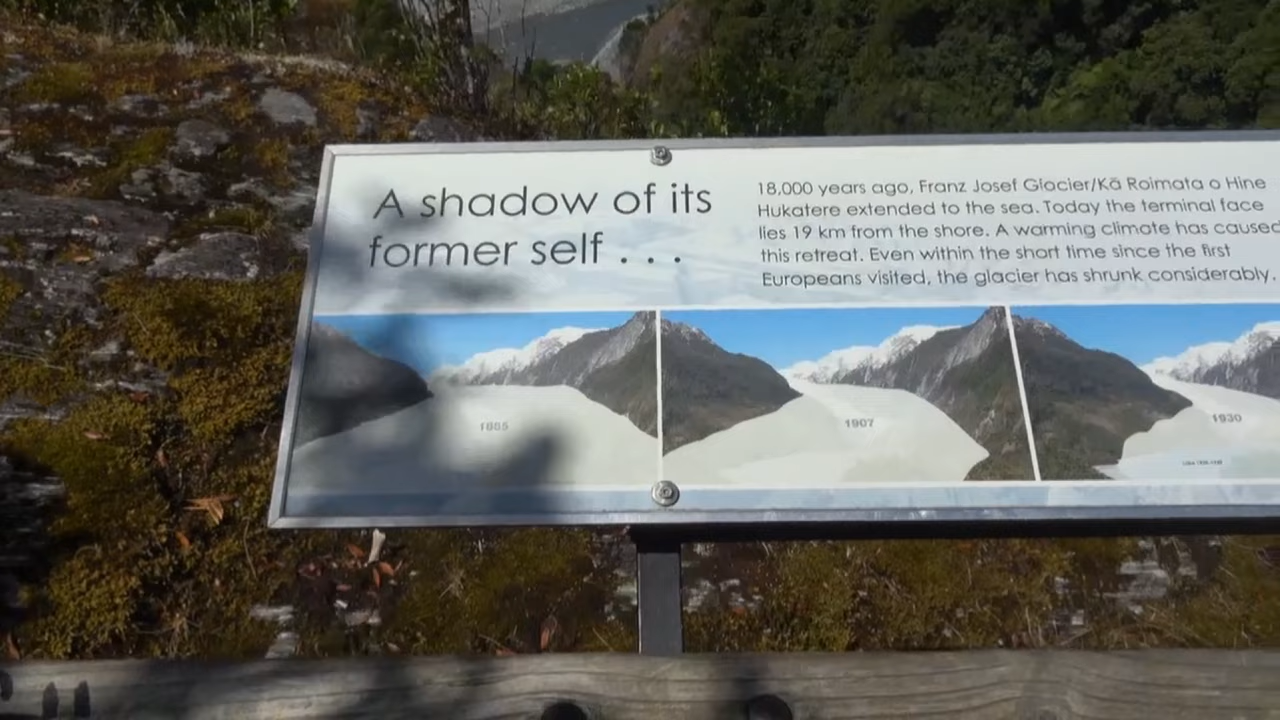 A shadow of its
former self . . .
18,000 years ago, Franz Josef Glacier/Kā Roimata o Hine
Hukatere extended to the sea. Today the terminal face
lies 19 km from the shore. A warming climate has caused
this retreat. Even within the short time since the first
Europeans visited, the glacier has shrunk considerably.
1885
1907
1930